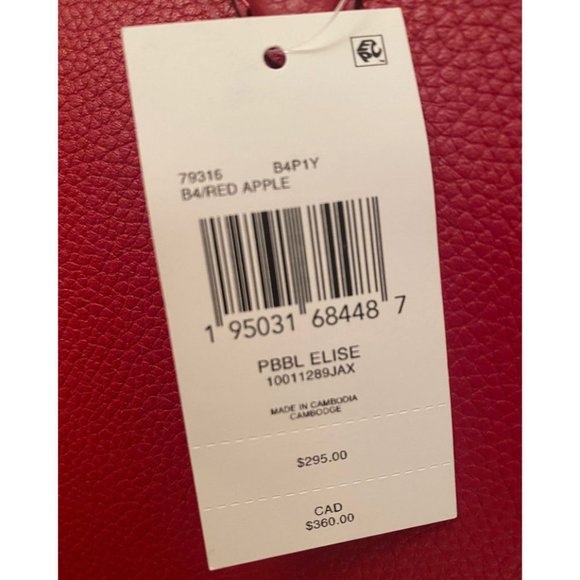 EPC
79316 B4P1Y
B4/RED APPLE
1 95031 68448 7
PBBL ELISE
10011289JAX
MADE IN CAMBODIA
CAMBODGE
$295.00
CAD
$360.00